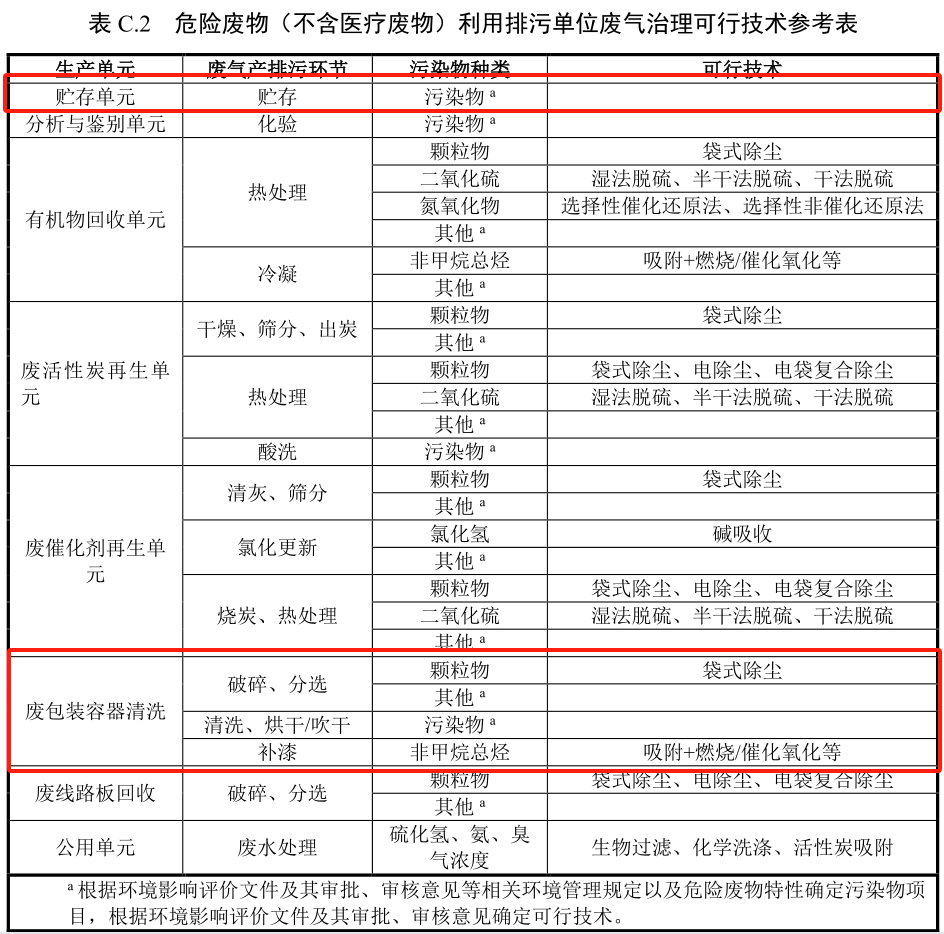 表 C.2 危险废物（不含医疗废物）利用排污单位废气治理可行技术参考表
生产单元 废气产排污环节 污染物种类 可行技术
贮存单元 贮存 污染物 a
分析与鉴别单元 化验 污染物 a
有机物回收单元 热处理 颗粒物 袋式除尘
二氧化硫 湿法脱硫、半干法脱硫、干法脱硫
氮氧化物 选择性催化还原法、选择性非催化还原法
其他 a
冷凝 非甲烷总烃 吸附+燃烧/催化氧化等
其他 a
废活性炭再生单
元
干燥、筛分、出炭 颗粒物 袋式除尘
其他 a
热处理 颗粒物 袋式除尘、电除尘、电袋复合除尘
二氧化硫 湿法脱硫、半干法脱硫、干法脱硫
其他 a
酸洗 污染物 a
废催化剂再生单
元
清灰、筛分 颗粒物 袋式除尘
其他 a
氯化更新 氯化氢 碱吸收
其他 a
烧炭、热处理 颗粒物 袋式除尘、电除尘、电袋复合除尘
二氧化硫 湿法脱硫、半干法脱硫、干法脱硫
其他 a
废包装容器清洗 破碎、分选 颗粒物 袋式除尘
其他 a
清洗、烘干/吹干 污染物 a
补漆 非甲烷总烃 吸附+燃烧/催化氧化等
废线路板回收 破碎、分选 颗粒物 袋式除尘、电除尘、电袋复合除尘
其他 a
公用单元 废水处理 硫化氢、氨、臭
气浓度
生物过滤、化学洗涤、活性炭吸附
a 根据环境影响评价文件及其审批、审核意见等相关环境管理规定以及危险废物特性确定污染物项
目，根据环境影响评价文件及其审批、审核意见确定可行技术。